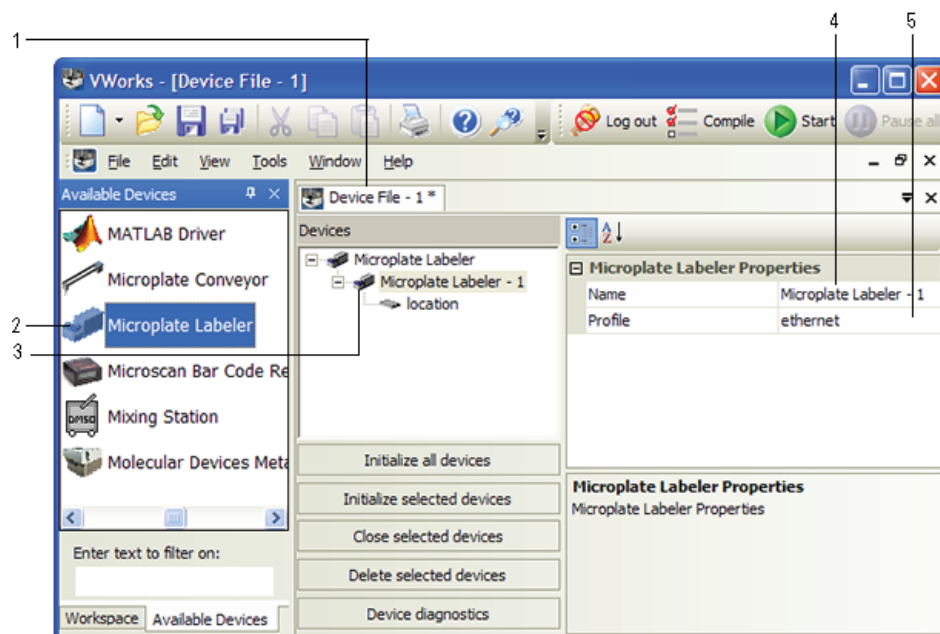 4 5
1
VWorks - [Device File - 1]
Log out Compile Start Pause all
File Edit View Tools Window Help
Available Devices
Device File - 1 *
MATLAB Driver
Microplate Conveyor
2
Microplate Labeler
3
Microscan Bar Code Re
DMSO
Mixing Station
Molecular Devices Meta
Enter text to filter on:
Workspace Available Devices
Devices
Microplate Labeler
Microplate Labeler - 1
location
Initialize all devices
Initialize selected devices
Close selected devices
Delete selected devices
Device diagnostics
A
Z
Microplate Labeler Properties
Name Microplate Labeler - 1
Profile ethernet
Microplate Labeler Properties
Microplate Labeler Properties